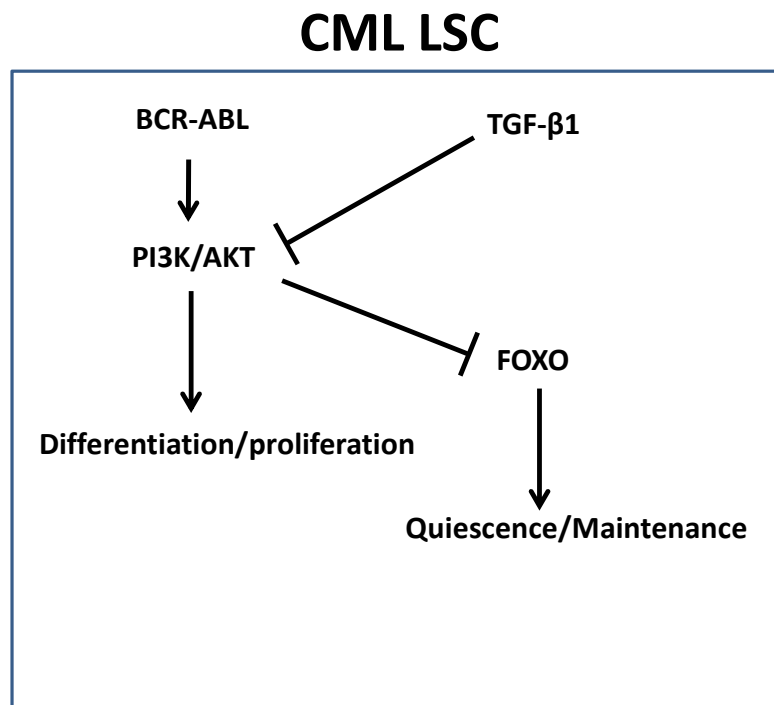 CML LSC
BCR-ABL
TGF-β1
PI3K/AKT
FOXO
Differentiation/proliferation
Quiescence/Maintenance